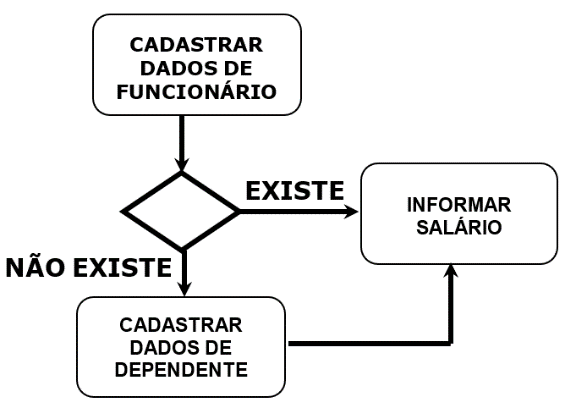 CADASTRAR
DADOS DE
FUNCIONÁRIO
EXISTE
INFORMAR
SALÁRIO
NÃO EXISTE
CADASTRAR
DADOS DE
DEPENDENTE